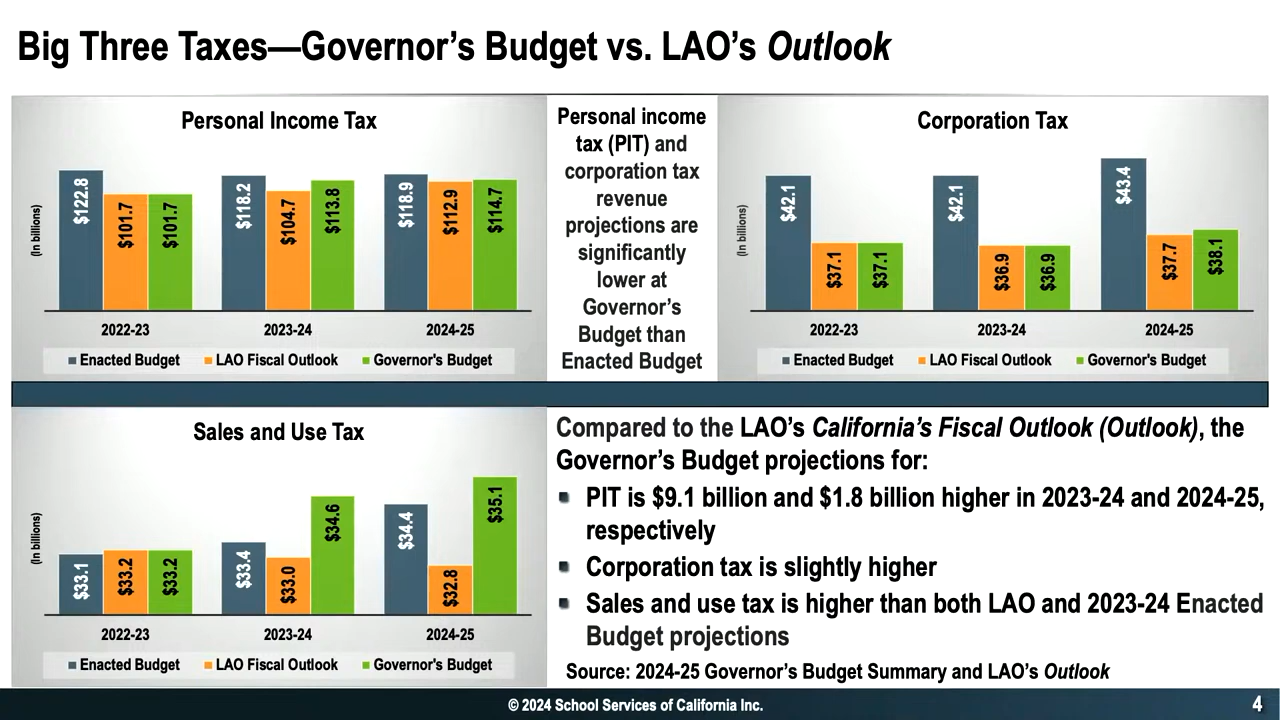 Big Three Taxes—Governor's Budget vs. LAO's Outlook
Personal Income Tax
(In billions)
$122.8
$101.7
$101.7
$118.2
$104.7
$113.8
$118.9
$112.9
$114.7
2022-23
2023-24
2024-25
Enacted Budget
LAO Fiscal Outlook
Governor's Budget
Personal income
tax (PIT) and
corporation tax
revenue
projections are
significantly
lower at
Governor's
Budget than
Enacted Budget
Corporation Tax
(In billions)
$42.1
$37.1
$37.1
$42.1
$36.9
$36.9
$43.4
$37.7
$38.1
2022-23
2023-24
2024-25
Enacted Budget
LAO Fiscal Outlook
Governor's Budget
Sales and Use Tax
(In billions)
$33.1
$33.2
$33.2
$33.4
$33.0
$34.6
$34.4
$32.8
$35.1
2022-23
2023-24
2024-25
Enacted Budget
LAO Fiscal Outlook
Governor's Budget
Compared to the LAO's California's Fiscal Outlook (Outlook), the
Governor's Budget projections for:
PIT is $9.1 billion and $1.8 billion higher in 2023-24 and 2024-25,
respectively
Corporation tax is slightly higher
Sales and use tax is higher than both LAO and 2023-24 Enacted
Budget projections
Source: 2024-25 Governor's Budget Summary and LAO's Outlook
© 2024 School Services of California Inc.
4